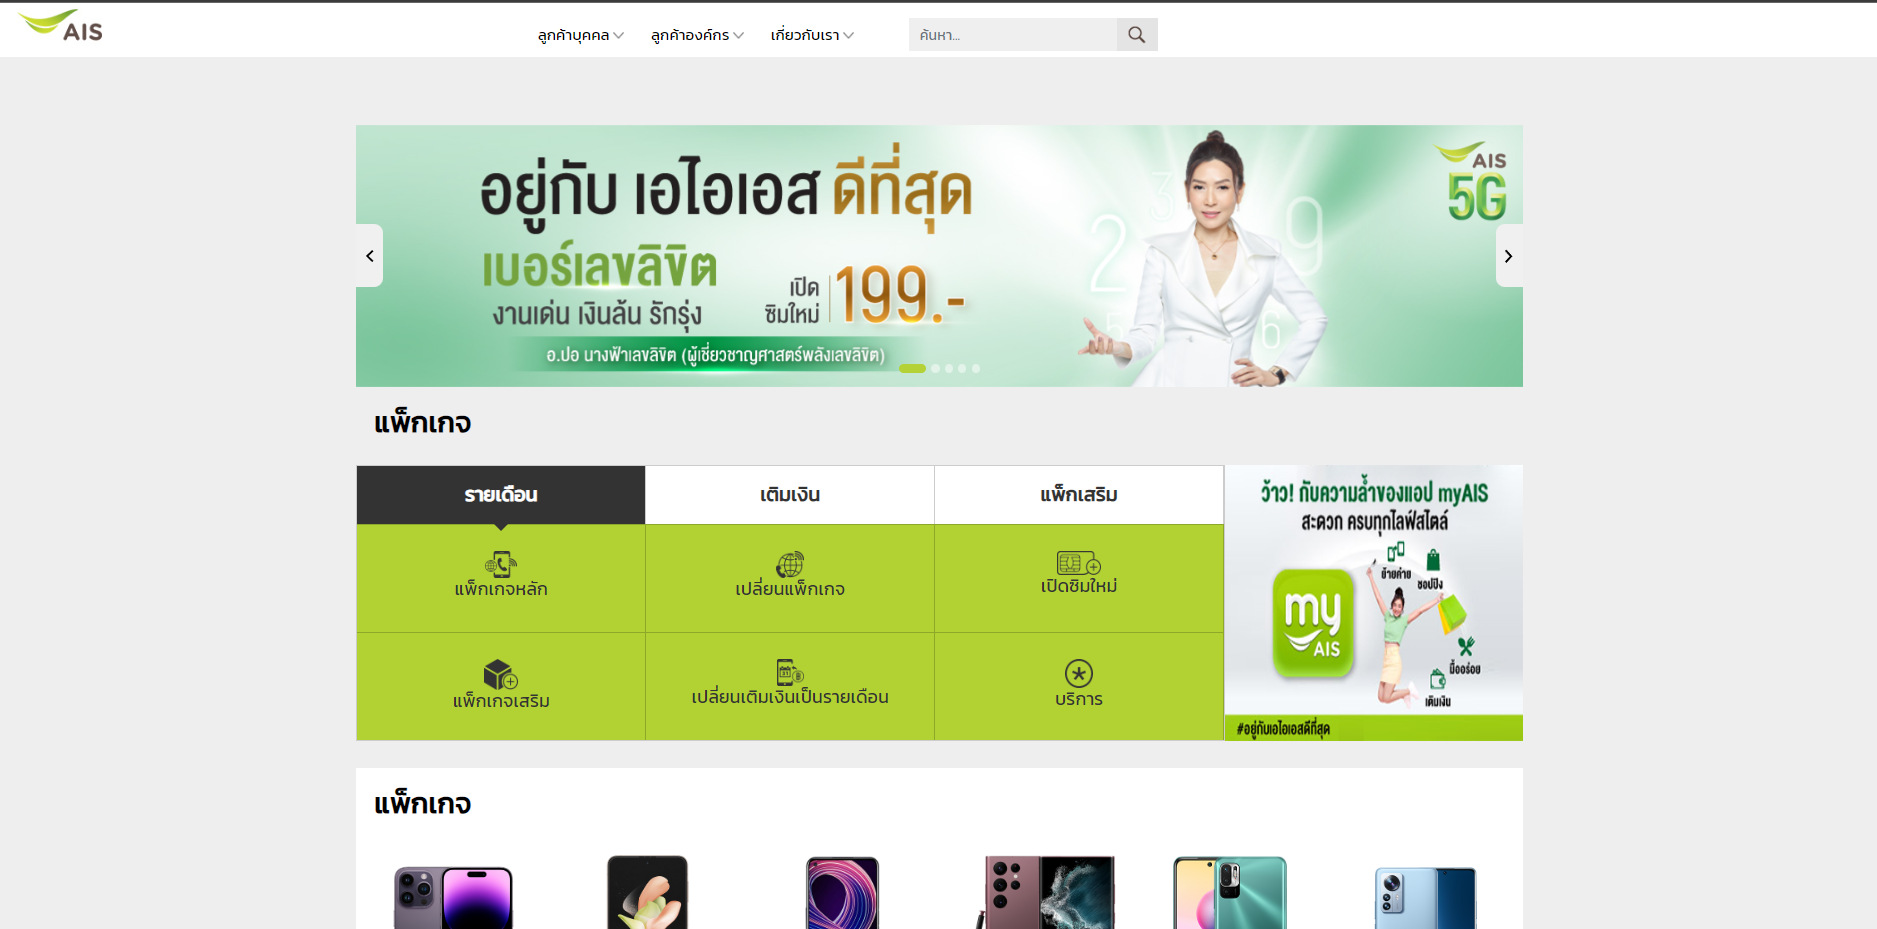 AIS
ลูกค้าบุคคล
ลูกค้าองค์กร
เกี่ยวกับเรา
ค้นหา...
อยู่กับ เอไอเอส ดีที่สุด
เบอร์เลขลิขิต
งานเด่น เงินล้น รักรุ่ง
เปิด
ซิมใหม่
199.-
อ.ปอ นางฟ้าเลขลิขิต (ผู้เชี่ยวชาญศาสตร์พลังเลขลิขิต)
2
3
9
5
6
AIS
5G
แพ็กเกจ
รายเดือน
เติมเงิน
แพ็กเสริม
แพ็กเกจหลัก
เปลี่ยนแพ็กเกจ
เปิดซิมใหม่
แพ็กเกจเสริม
เปลี่ยนเติมเงินเป็นรายเดือน
บริการ
ว้าว! กับความล้ำของแอป myAIS
สะดวก ครบทุกไลฟ์สไตล์
ย้ายค่าย
ชอปปิง
my
AIS
มื้ออร่อย
เติมเงิน
#อยู่กับเอไอเอสดีที่สุด
แพ็กเกจ